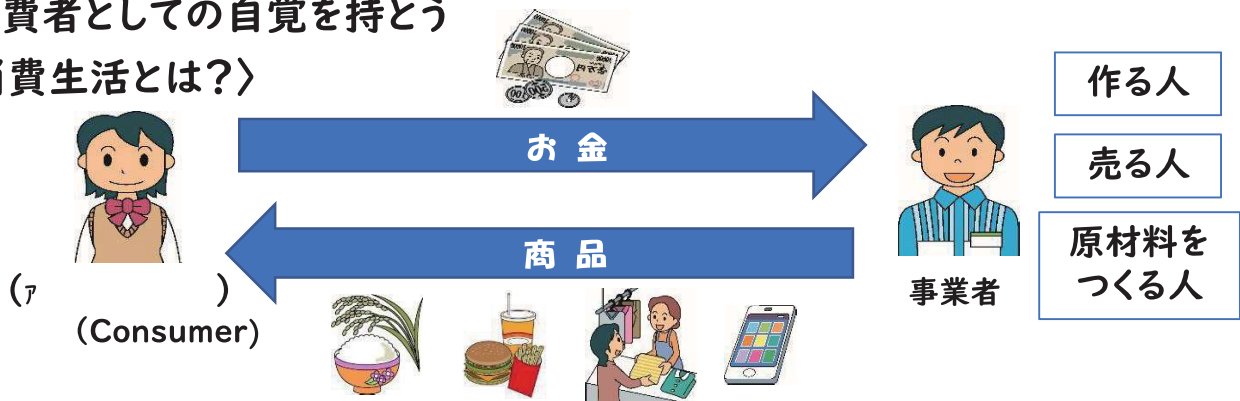 費者としての自覚を持とう
費生活とは?〉
お 金
作る人
売る人
商 品
原材料を
つくる人
(ァ )
(Consumer)
事業者